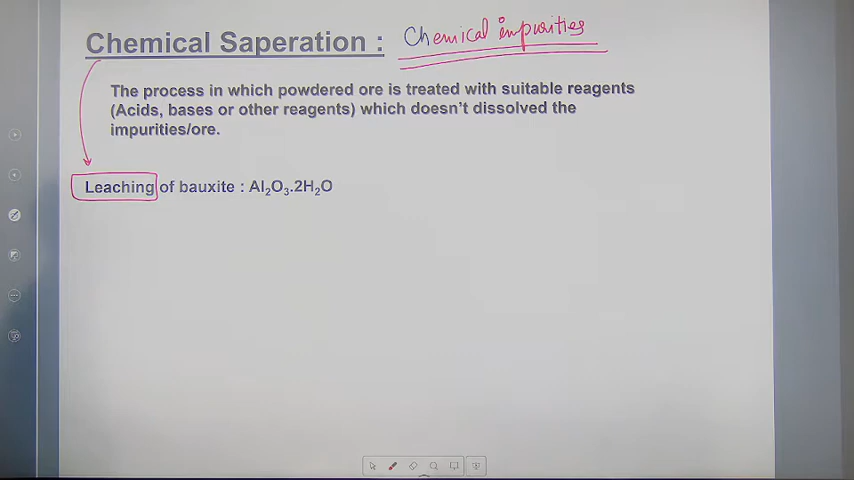 Chemical Saperation : Chemical impurities
The process in which powdered ore is treated with suitable reagents
(Acids, bases or other reagents) which doesn't dissolved the
impurities/ore.
Leaching of bauxite : Al₂O₃.2H₂O